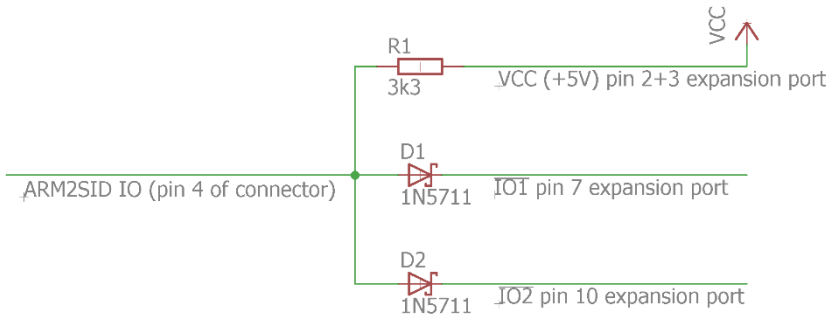 VCC
R1
3k3
VCC (+5V) pin 2+3 expansion port
D1
ARM2SID IO (pin 4 of connector)
1N5711
IO1 pin 7 expansion port
D2
1N5711
IO2 pin 10 expansion port